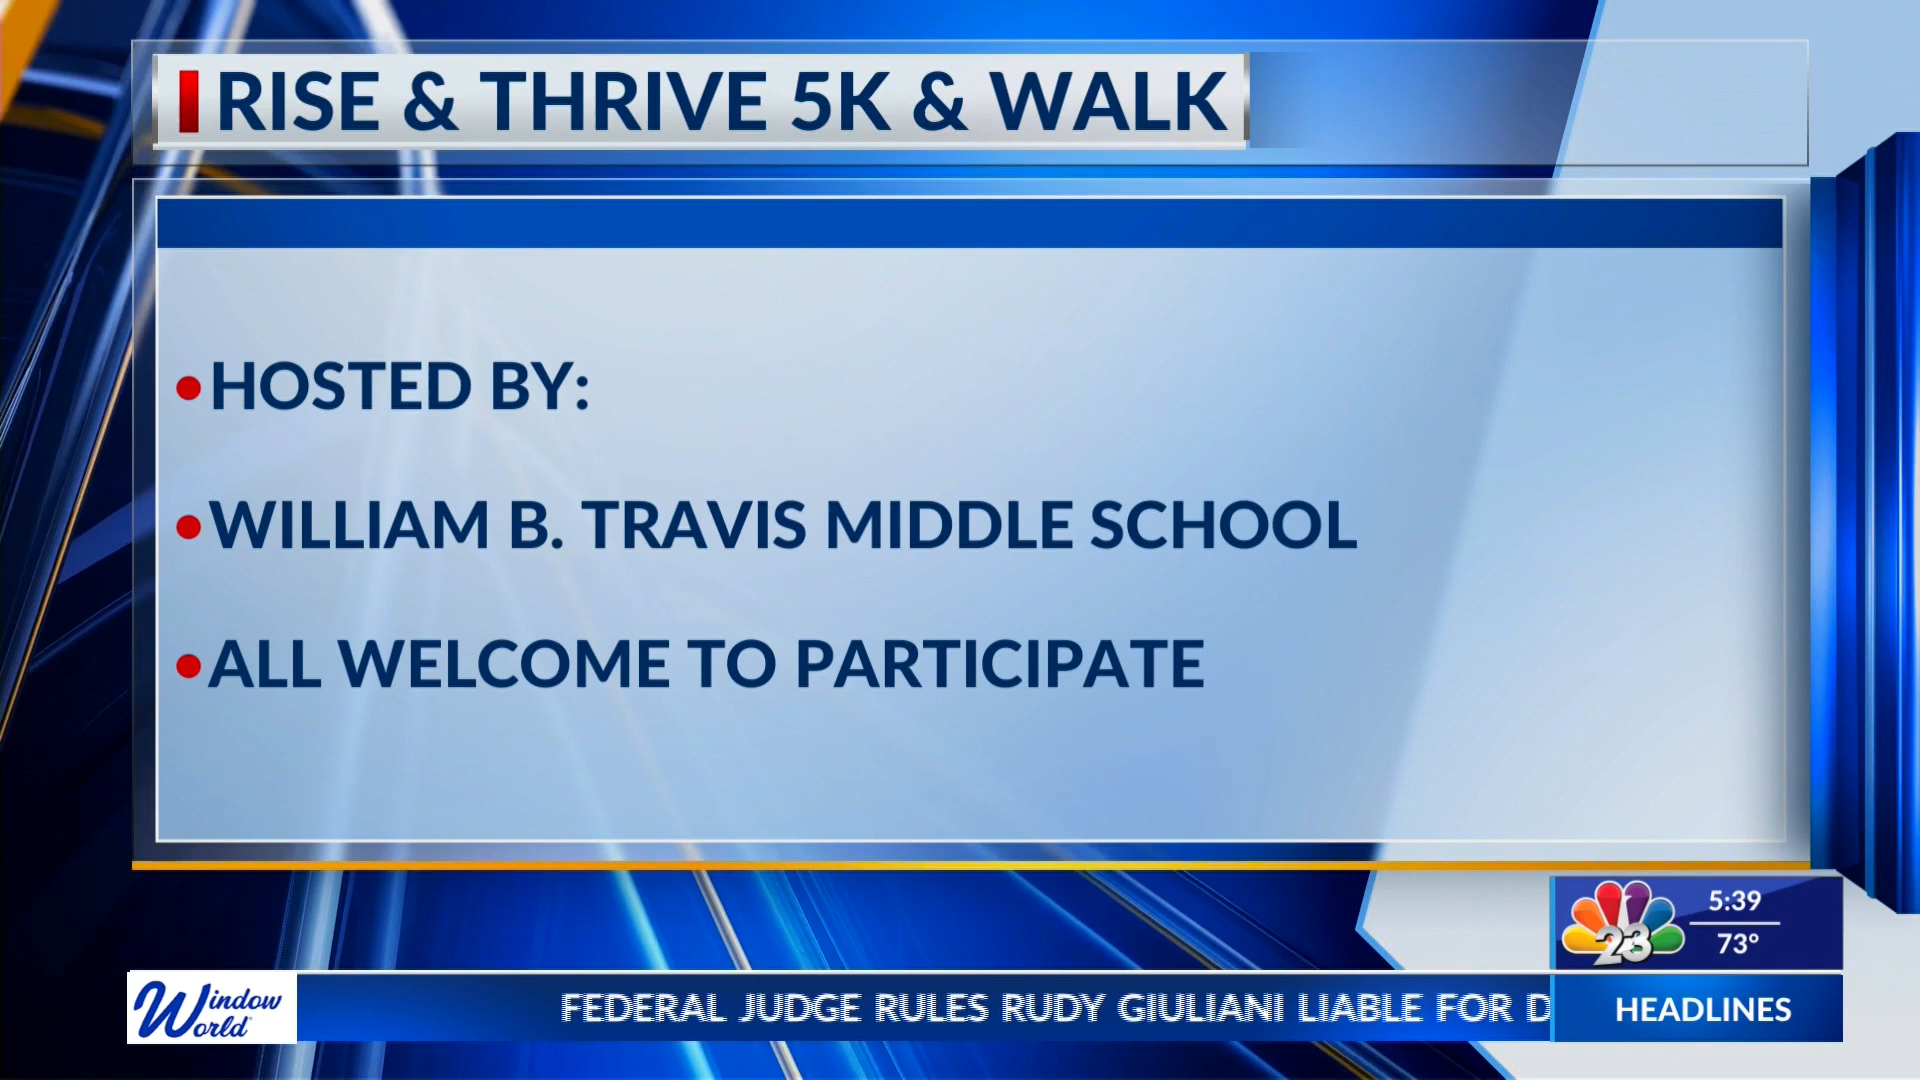 RISE & THRIVE 5K & WALK
•HOSTED BY:
•WILLIAM B. TRAVIS MIDDLE SCHOOL
•ALL WELCOME TO PARTICIPATE
23
5:39
73°
Window World
FEDERAL JUDGE RULES RUDY GIULIANI LIABLE FOR D
HEADLINES